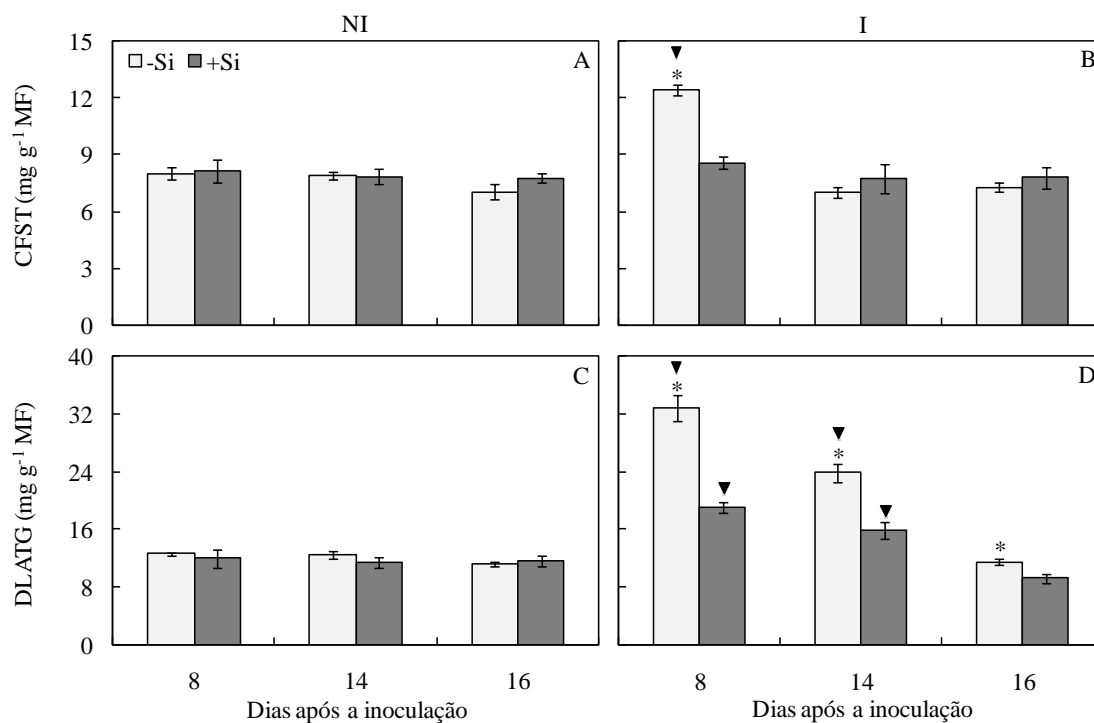 NI
I
15
12
9
6
3
0
CFST (mg g⁻¹ MF)
-Si +Si
A
*
B
40
32
24
16
8
0
DLATG (mg g⁻¹ MF)
C
*
*
*
D
8 14 16
8 14 16
Dias após a inoculação
Dias após a inoculação